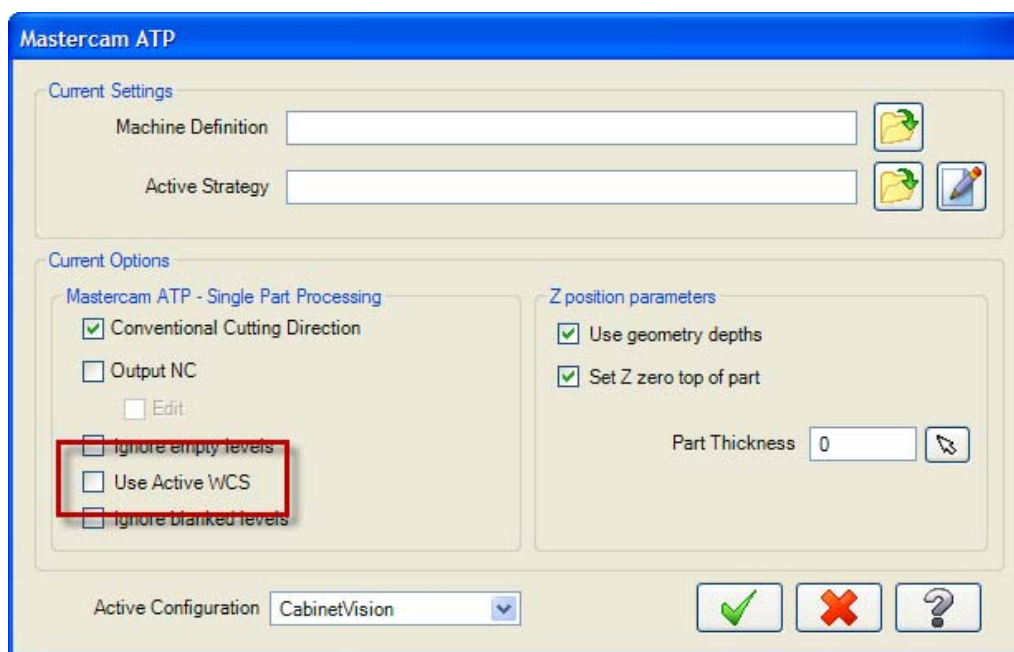 Mastercam ATP
Current Settings
Machine Definition
Active Strategy
Current Options
Mastercam ATP - Single Part Processing
Conventional Cutting Direction
Output NC
Edit
Ignore empty levels
Use Active WCS
Ignore blanked levels
Z position parameters
Use geometry depths
Set Z zero top of part
Part Thickness 0
Active Configuration CabinetVision